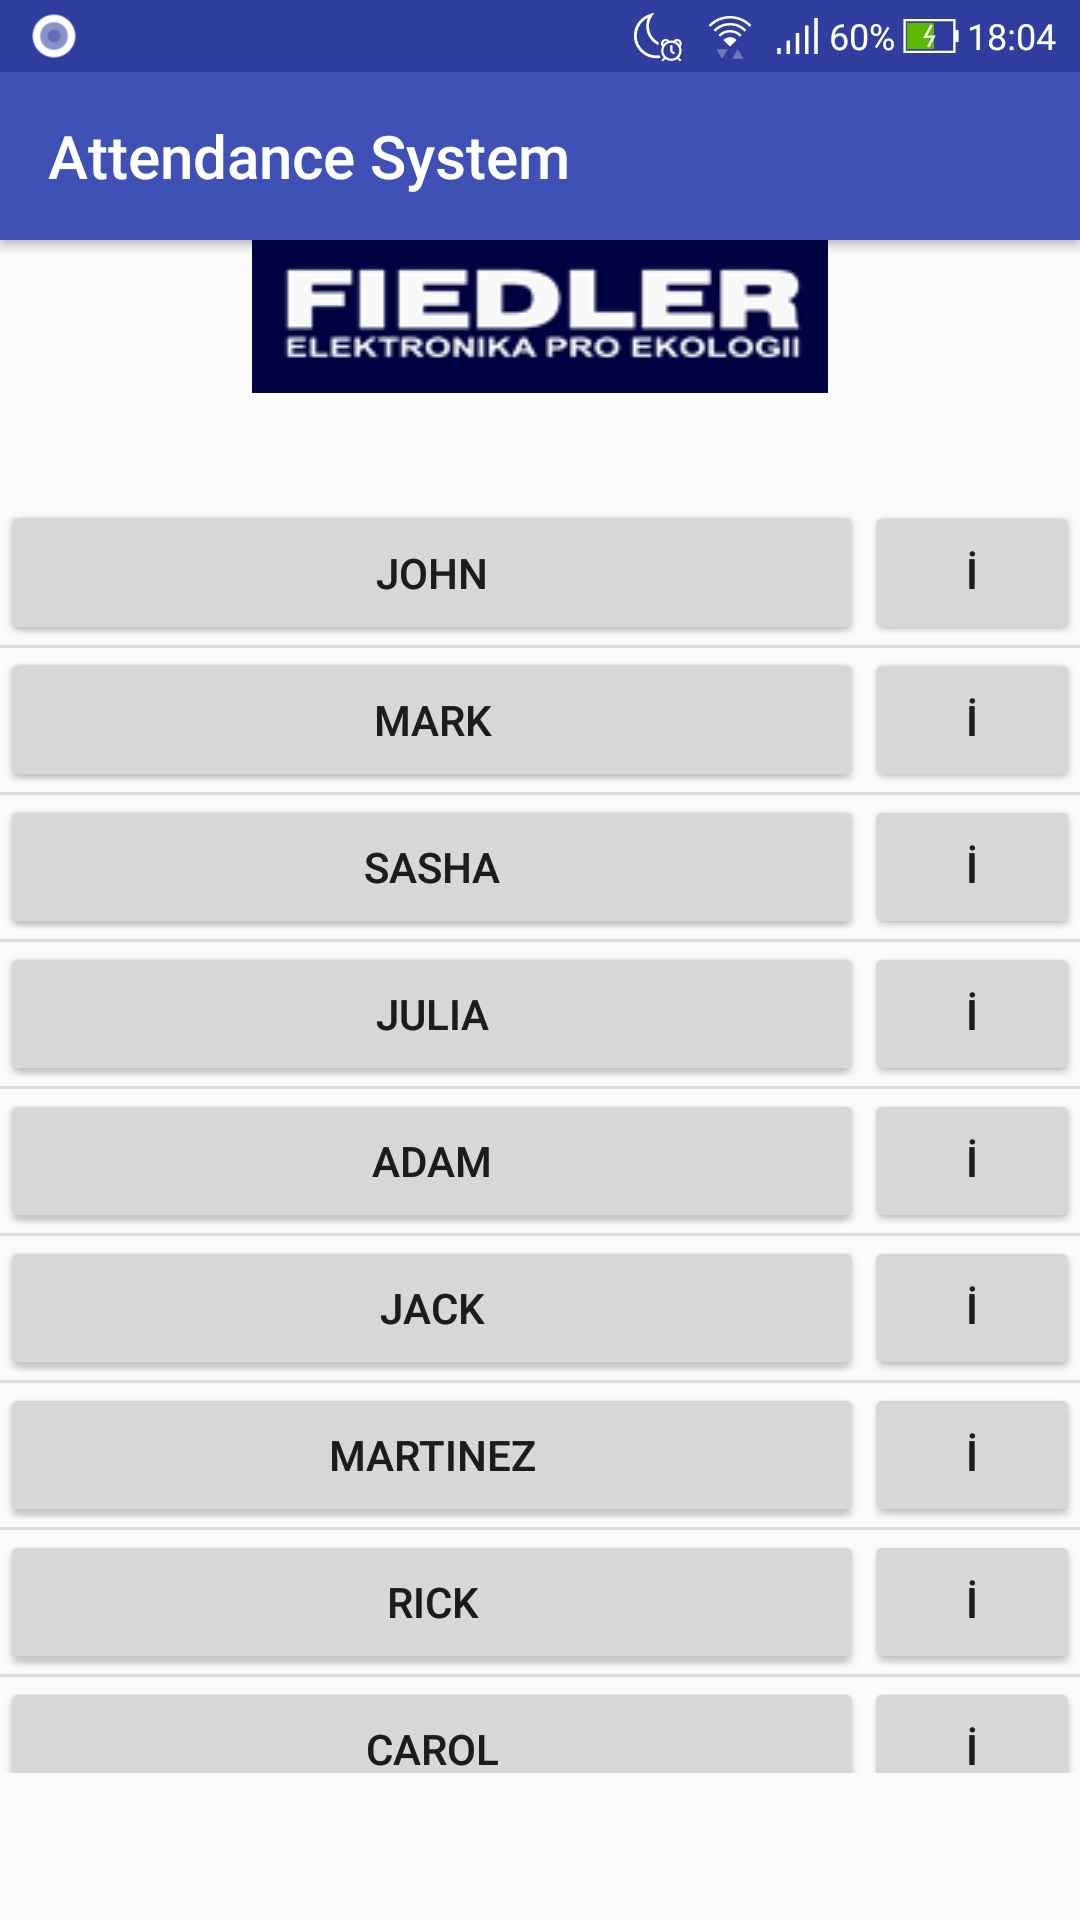 60% 18:04
Attendance System
FIEDLER
ELEKTRONIKA PRO EKOLOGII
JOHN İ
MARK İ
SASHA İ
JULIA İ
ADAM İ
JACK İ
MARTINEZ İ
RICK İ
CAROL İ